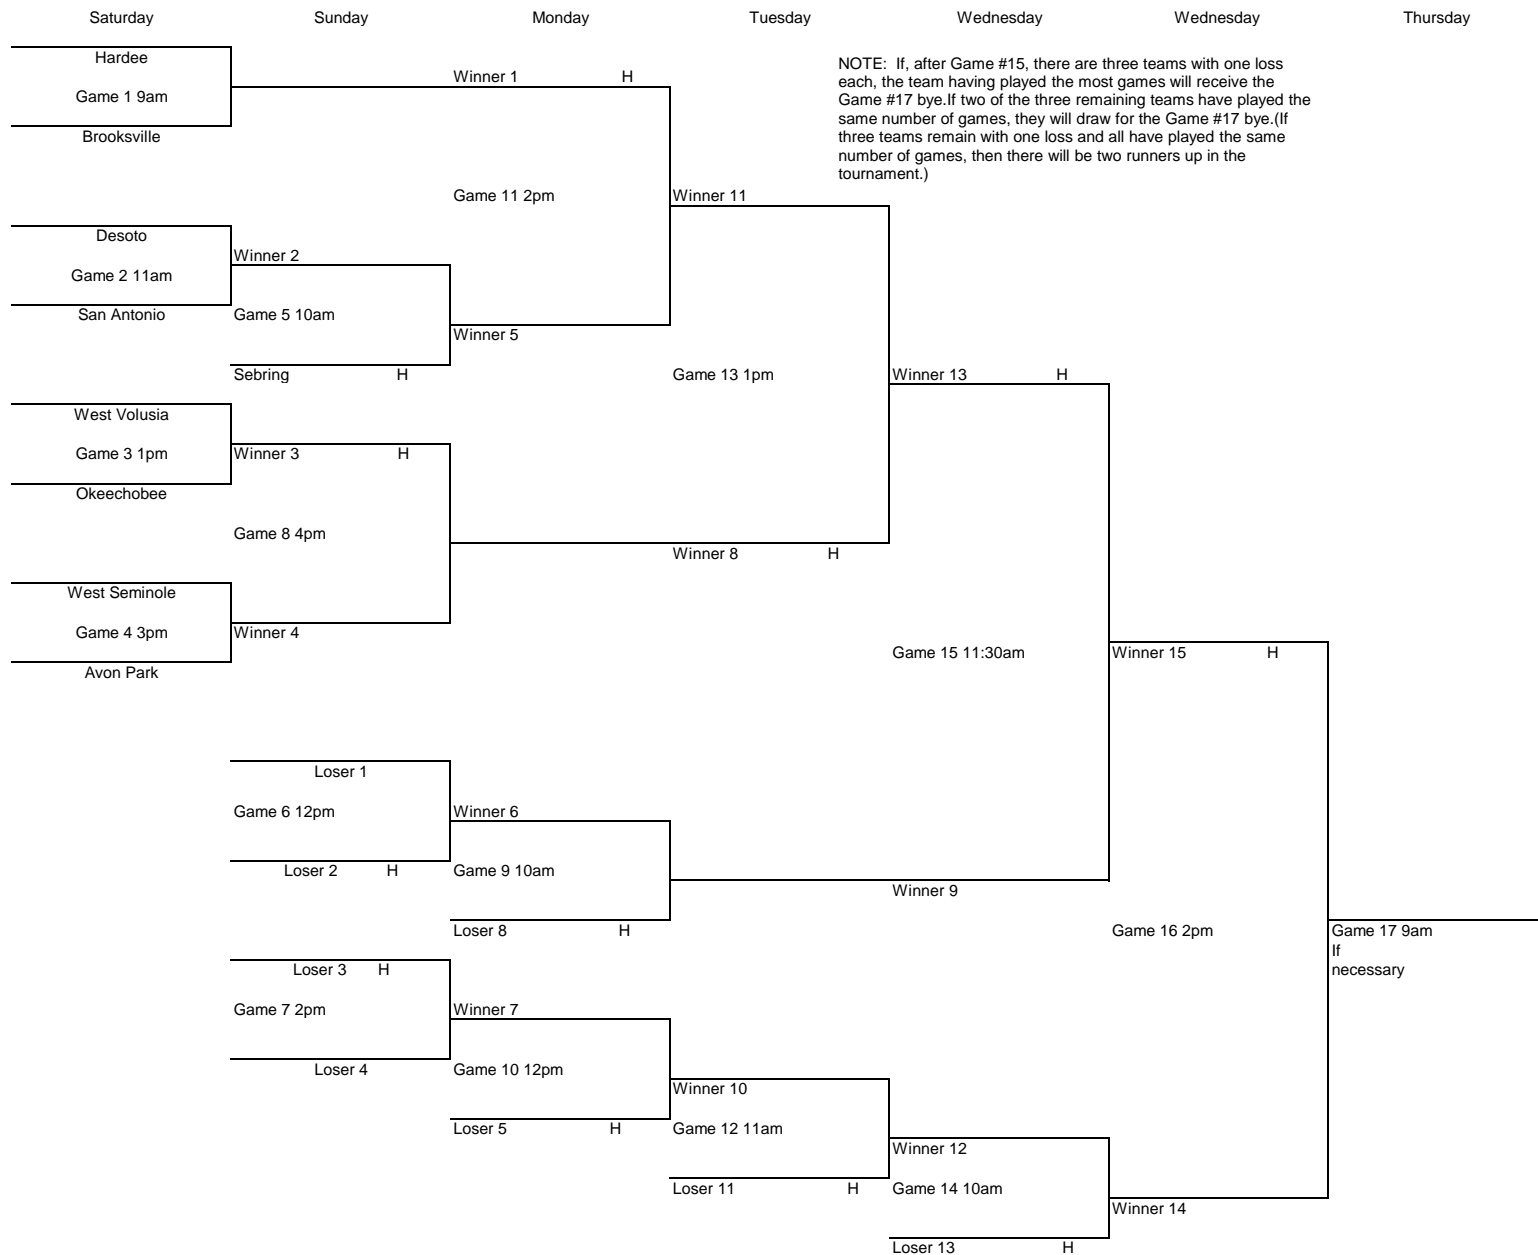 Saturday Sunday Monday Tuesday Wednesday Wednesday Thursday
Hardee
Game 1 9am
Brooksville
Winner 1 H
NOTE: If, after Game #15, there are three teams with one loss
each, the team having played the most games will receive the
Game #17 bye.If two of the three remaining teams have played the
same number of games, they will draw for the Game #17 bye.(If
three teams remain with one loss and all have played the same
number of games, then there will be two runners up in the
tournament.)
Game 11 2pm
Winner 11
Desoto
Game 2 11am
San Antonio
Winner 2
Game 5 10am
Sebring H
Winner 5
Game 13 1pm
Winner 13 H
West Volusia
Game 3 1pm
Okeechobee
Winner 3 H
Game 8 4pm
Winner 8 H
West Seminole
Game 4 3pm
Avon Park
Winner 4
Game 15 11:30am
Winner 15 H
Loser 1
Game 6 12pm
Loser 2 H
Winner 6
Game 9 10am
Loser 8 H
Winner 9
Game 16 2pm
Game 17 9am
If
necessary
Loser 3 H
Game 7 2pm
Loser 4
Winner 7
Game 10 12pm
Loser 5 H
Winner 10
Game 12 11am
Loser 11 H
Winner 12
Game 14 10am
Loser 13 H
Winner 14